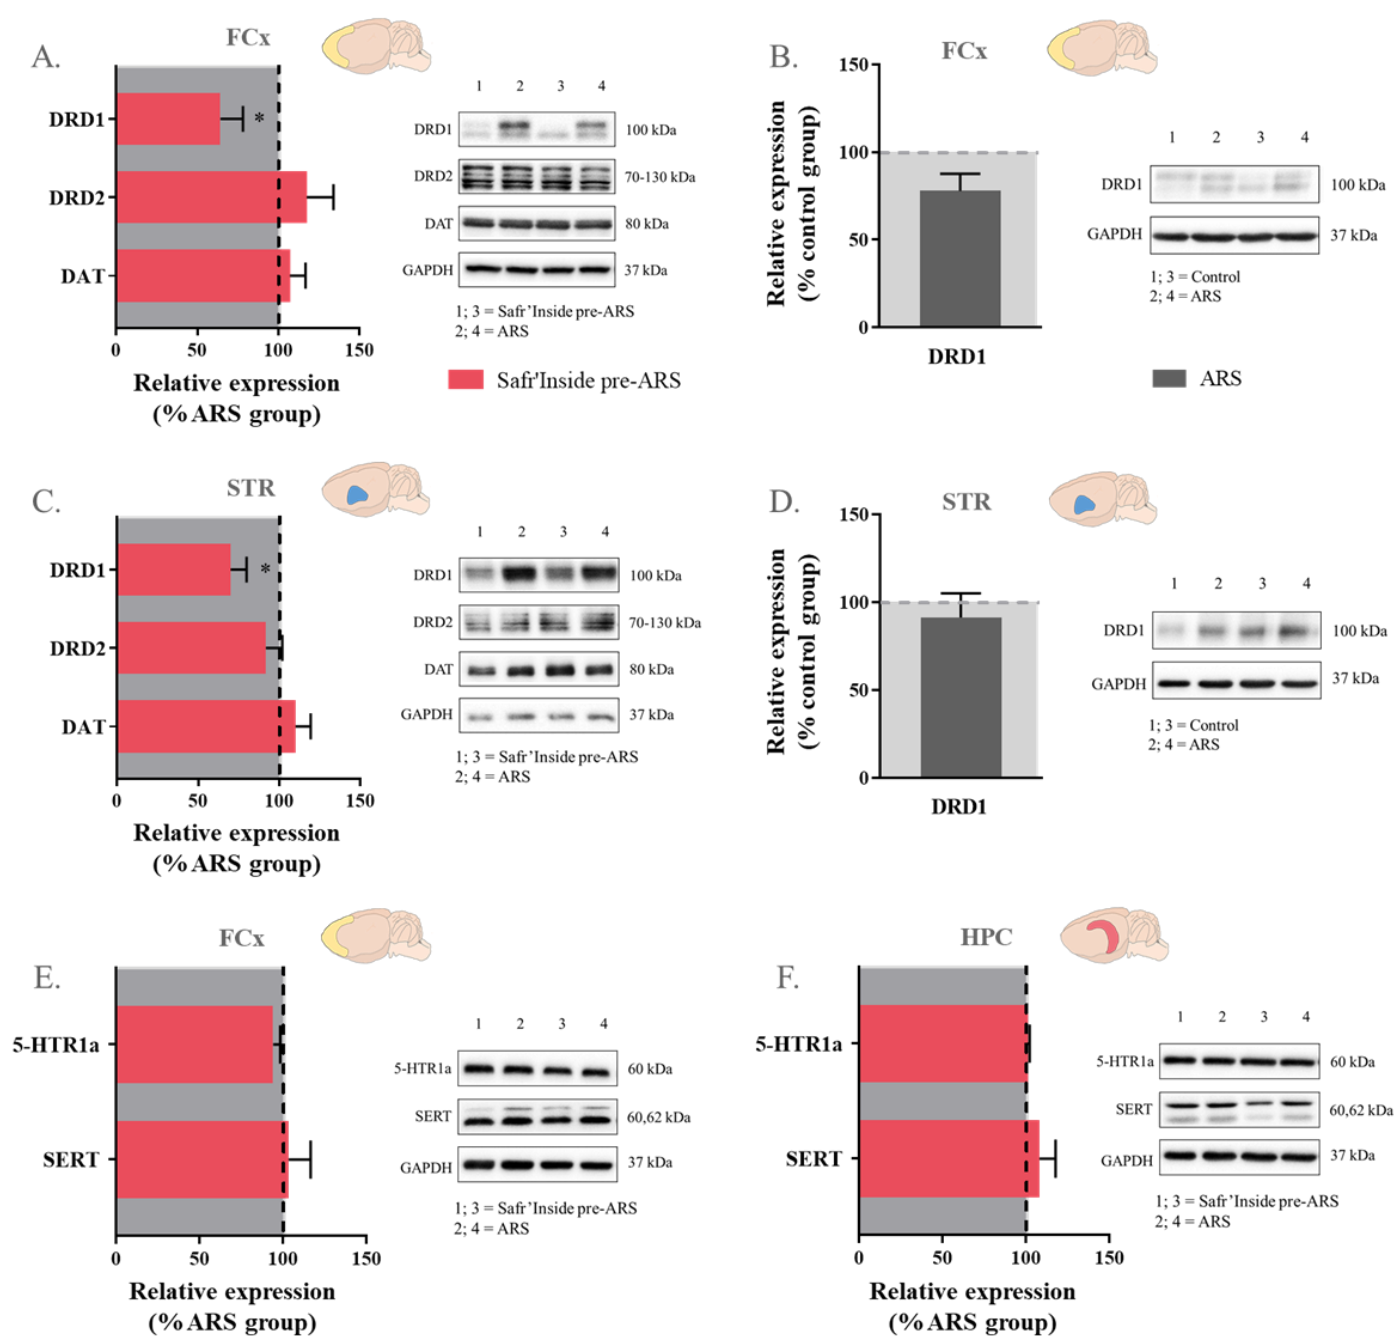 A.
FCx
DRD1
*
DRD2
DAT
0 50 100 150
Relative expression
(% ARS group)
1 2 3 4
DRD1 100 kDa
DRD2 70-130 kDa
DAT 80 kDa
GAPDH 37 kDa
1; 3 = Safr'Inside pre-ARS
2; 4 = ARS
Safr'Inside pre-ARS
B.
FCx
150
100
50
0
Relative expression
(% control group)
DRD1
1 2 3 4
DRD1 100 kDa
GAPDH 37 kDa
1; 3 = Control
2; 4 = ARS
ARS
C.
STR
DRD1
*
DRD2
DAT
0 50 100 150
Relative expression
(% ARS group)
1 2 3 4
DRD1 100 kDa
DRD2 70-130 kDa
DAT 80 kDa
GAPDH 37 kDa
1; 3 = Safr'Inside pre-ARS
2; 4 = ARS
D.
STR
150
100
50
0
Relative expression
(% control group)
DRD1
1 2 3 4
DRD1 100 kDa
GAPDH 37 kDa
1; 3 = Control
2; 4 = ARS
E.
FCx
5-HTR1a
SERT
0 50 100 150
Relative expression
(% ARS group)
1 2 3 4
5-HTR1a 60 kDa
SERT 60,62 kDa
GAPDH 37 kDa
1; 3 = Safr'Inside pre-ARS
2; 4 = ARS
F.
HPC
5-HTR1a
SERT
0 50 100 150
Relative expression
(% ARS group)
1 2 3 4
5-HTR1a 60 kDa
SERT 60,62 kDa
GAPDH 37 kDa
1; 3 = Safr'Inside pre-ARS
2; 4 = ARS